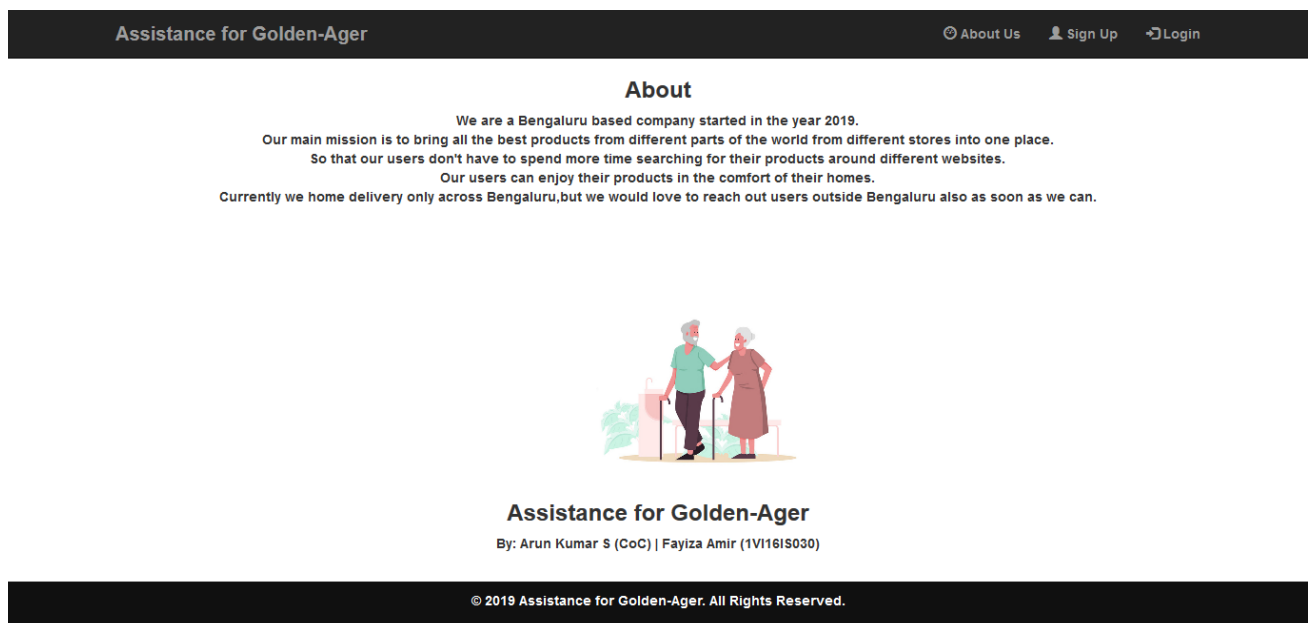 Assistance for Golden-Ager
About Us
Sign Up
Login
About
We are a Bengaluru based company started in the year 2019.
Our main mission is to bring all the best products from different parts of the world from different stores into one place.
So that our users don't have to spend more time searching for their products around different websites.
Our users can enjoy their products in the comfort of their homes.
Currently we home delivery only across Bengaluru,but we would love to reach out users outside Bengaluru also as soon as we can.
Assistance for Golden-Ager
By: Arun Kumar S (CoC) | Fayiza Amir (1VI16IS030)
© 2019 Assistance for Golden-Ager. All Rights Reserved.